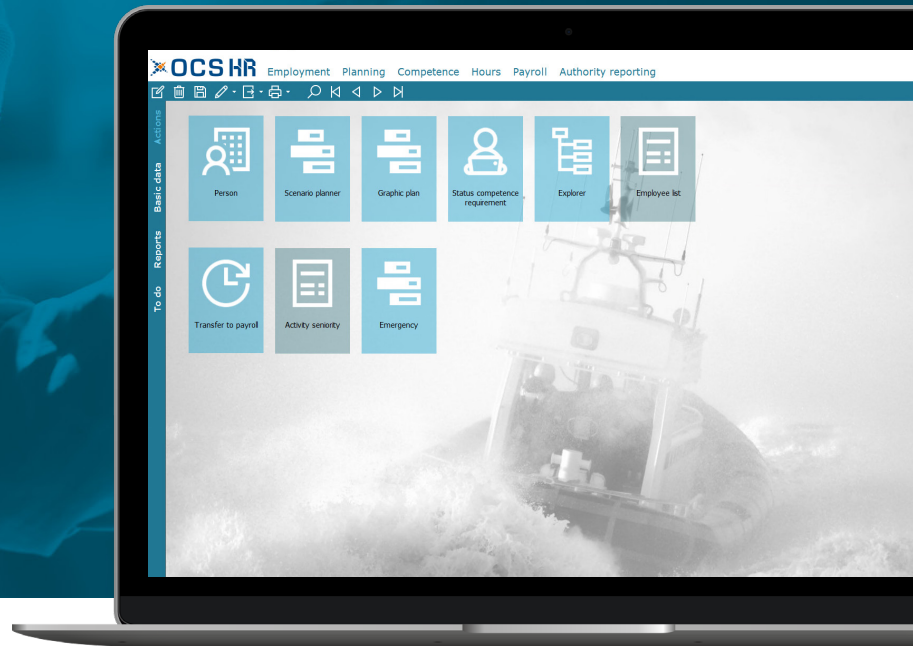 OCS HR
Employment Planning Competence Hours Payroll Authority reporting
Actions
Basic data
Reports
To do
Person
Scenario planner
Graphic plan
Status competence
requirement
Explorer
Employee list
Transfer to payroll
Activity seniority
Emergency